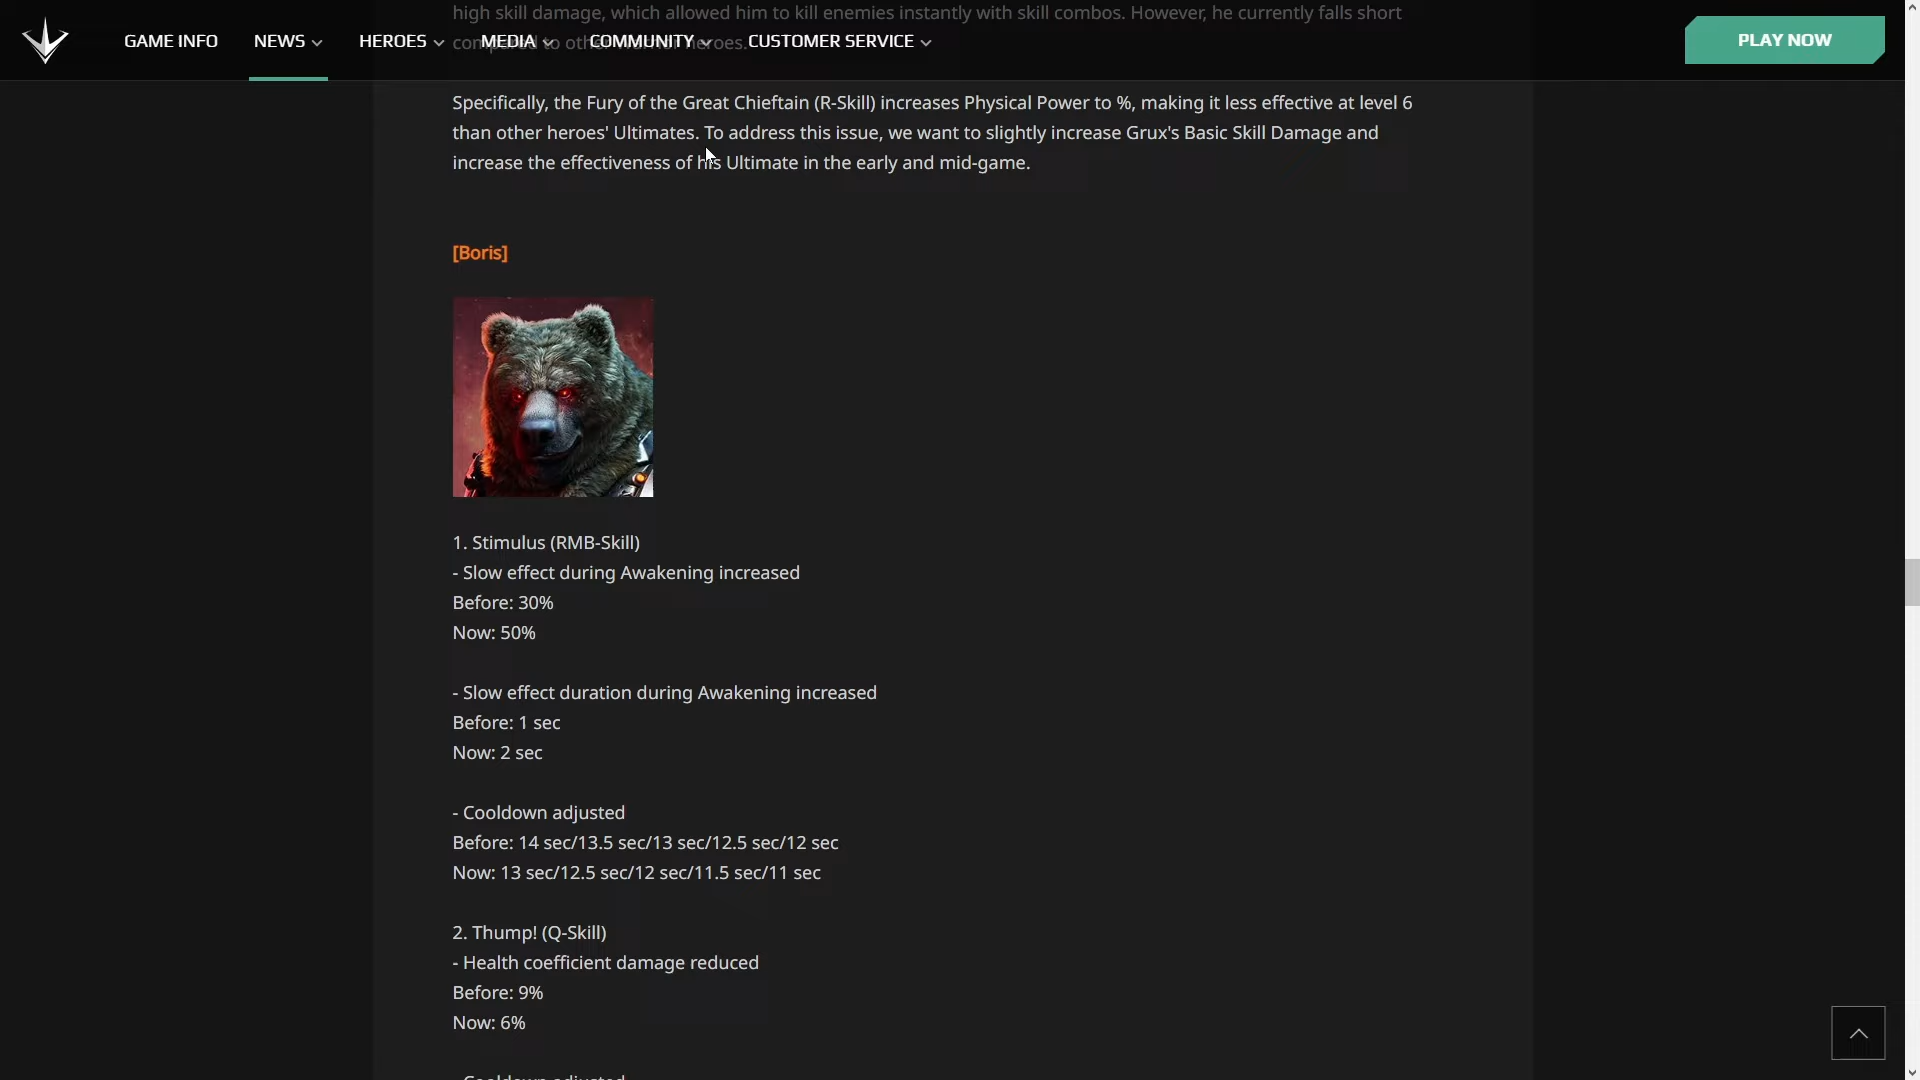 high skill damage, which allowed him to kill enemies instantly with skill combos. However, he currently falls short
GAME INFO
NEWS
HEROES
MEDIA
COMMUNITY
CUSTOMER SERVICE
PLAY NOW
compared to other heroes.
Specifically, the Fury of the Great Chieftain (R-Skill) increases Physical Power to %, making it less effective at level 6
than other heroes' Ultimates. To address this issue, we want to slightly increase Grux's Basic Skill Damage and
increase the effectiveness of his Ultimate in the early and mid-game.
[Boris]
1. Stimulus (RMB-Skill)
- Slow effect during Awakening increased
Before: 30%
Now: 50%
- Slow effect duration during Awakening increased
Before: 1 sec
Now: 2 sec
- Cooldown adjusted
Before: 14 sec/13.5 sec/13 sec/12.5 sec/12 sec
Now: 13 sec/12.5 sec/12 sec/11.5 sec/11 sec
2. Thump! (Q-Skill)
- Health coefficient damage reduced
Before: 9%
Now: 6%
- Cooldown adjusted